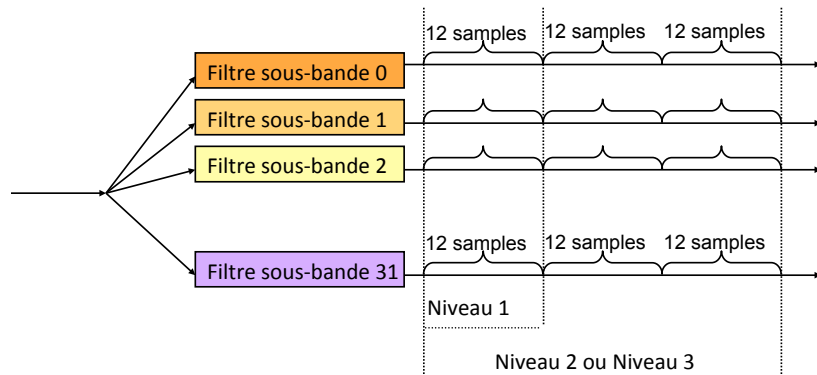 12 samples 12 samples 12 samples
Filtre sous-bande 0
Filtre sous-bande 1
Filtre sous-bande 2
12 samples 12 samples 12 samples
Filtre sous-bande 31
Niveau 1
Niveau 2 ou Niveau 3